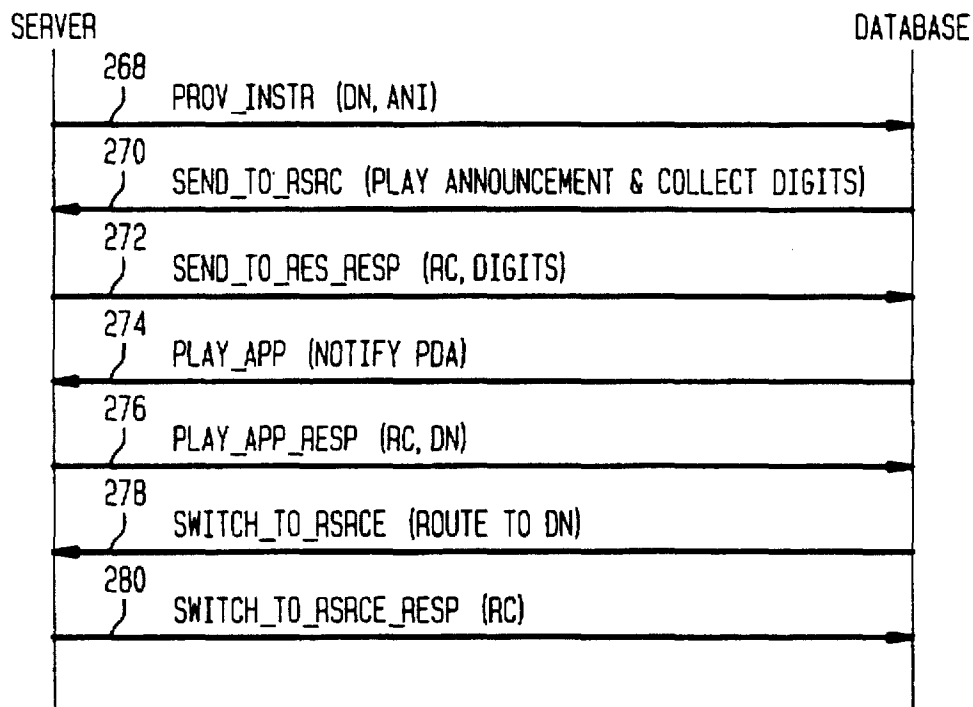 SERVER
DATABASE
268
PROV_INSTR (DN, ANI)
270
SEND_TO_RSRC (PLAY ANNOUNCEMENT & COLLECT DIGITS)
272
SEND_TO_RES_RESP (RC, DIGITS)
274
PLAY_APP (NOTIFY PDA)
276
PLAY_APP_RESP (RC, DN)
278
SWITCH_TO_RSRCE (ROUTE TO DN)
280
SWITCH_TO_RSRCE_RESP (RC)